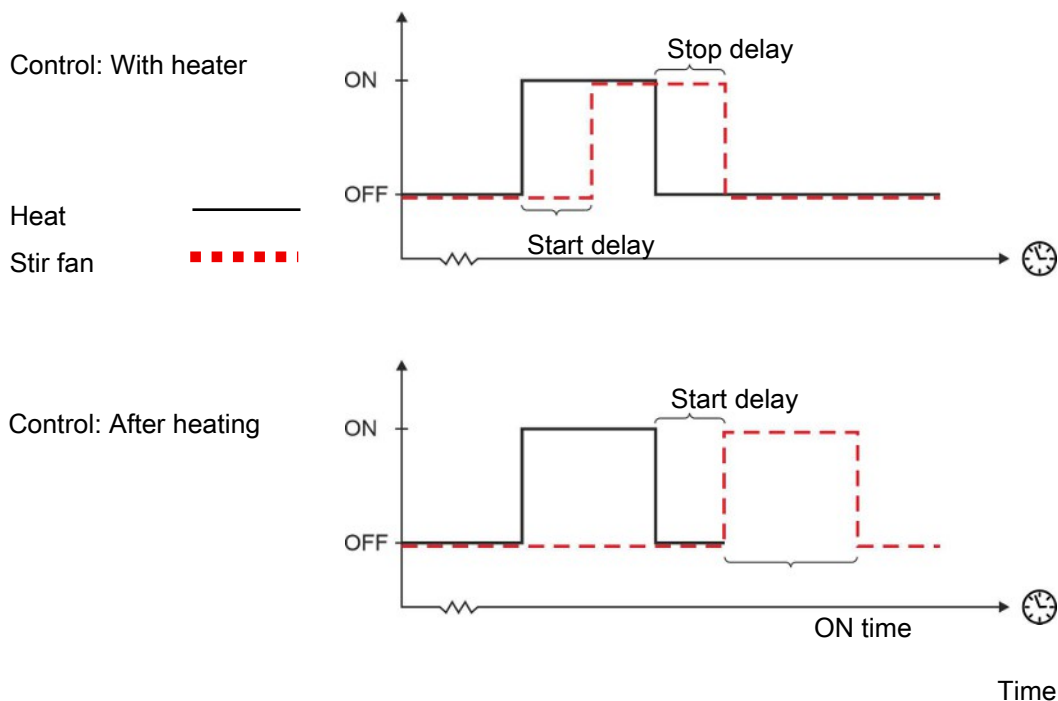 Stop delay
Control: With heater
ON
OFF
Heat
Start delay
Stir fan
Start delay
Control: After heating
ON
OFF
ON time
Time